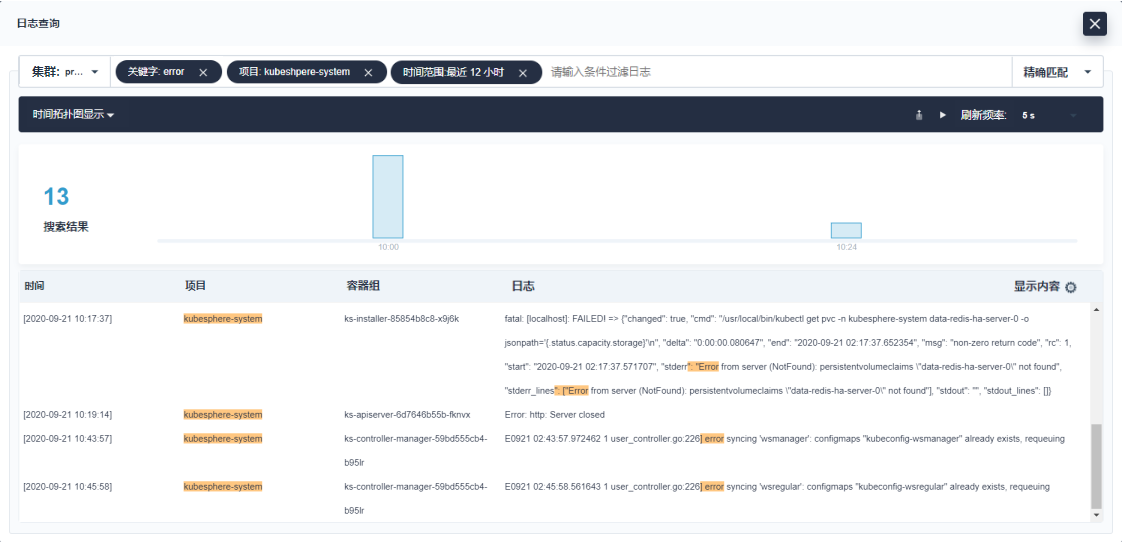 日志查询
集群: pr...
关键字: error
项目: kubeshpere-system
时间范围:最近 12 小时
请输入条件过滤日志
精确匹配
时间拓扑图显示
刷新频率: 5 s
13
搜索结果
10:00
10:24
时间 项目 容器组 日志 显示内容
[2020-09-21 10:17:37] kubesphere-system ks-installer-85854b8c8-x9j6k fatal: [localhost]: FAILED! => {"changed": true, "cmd": "/usr/local/bin/kubectl get pvc -n kubesphere-system data-redis-ha-server-0 -o
jsonpath='{.status.capacity.storage}'\n", "delta": "0:00:00.080647", "end": "2020-09-21 02:17:37.652354", "msg": "non-zero return code", "rc": 1,
"start": "2020-09-21 02:17:37.571707", "stderr": "Error from server (NotFound): persistentvolumeclaims \"data-redis-ha-server-0\" not found",
"stderr_lines": ["Error from server (NotFound): persistentvolumeclaims \"data-redis-ha-server-0\" not found"], "stdout": "", "stdout_lines": []}
[2020-09-21 10:19:14] kubesphere-system ks-apiserver-6d7646b55b-fknvx Error: http: Server closed
[2020-09-21 10:43:57] kubesphere-system ks-controller-manager-59bd555cb4- E0921 02:43:57.972462 1 user_controller.go:226] error syncing 'wsmanager': configmaps "kubeconfig-wsmanager" already exists, requeuing
b95lr
[2020-09-21 10:45:58] kubesphere-system ks-controller-manager-59bd555cb4- E0921 02:45:58.561643 1 user_controller.go:226] error syncing 'wsregular': configmaps "kubeconfig-wsregular" already exists, requeuing
b95lr